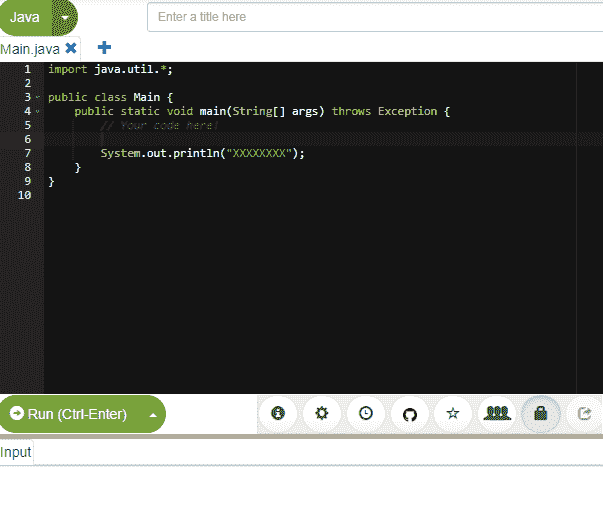 Java
Enter a title here
Main.java
1 import java.util.*;
2
3 public class Main {
4 public static void main(String[] args) throws Exception {
5 // Your code here!
6
7 System.out.println("XXXXXXXX");
8 }
9 }
10
Run (Ctrl-Enter)
Input